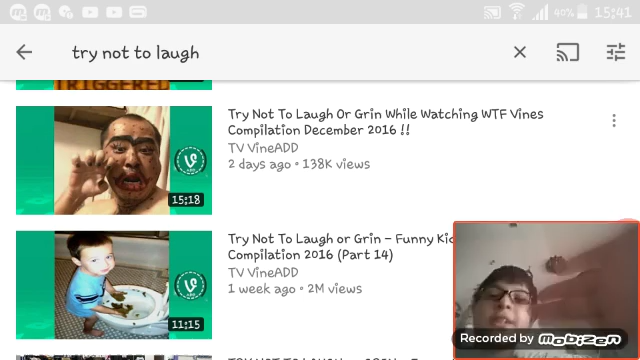 40% 15:41
try not to laugh
TRIGGERED
Try Not To Laugh Or Grin While Watching WTF Vines
Compilation December 2016 !!
TV VineADD
2 days ago • 138K views
15:18
Try Not To Laugh or Grin – Funny
Compilation 2016 (Part 14)
TV VineADD
1 week ago • 2M views
11:15
Recorded by MOBIZEN